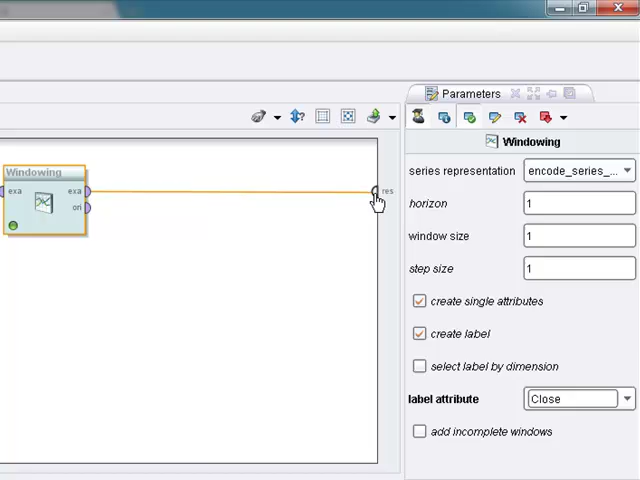 Parameters
Windowing
series representation encode_series_...
Windowing
exa exa res
horizon 1
ori
window size 1
step size 1
create single attributes
create label
select label by dimension
label attribute Close
add incomplete windows